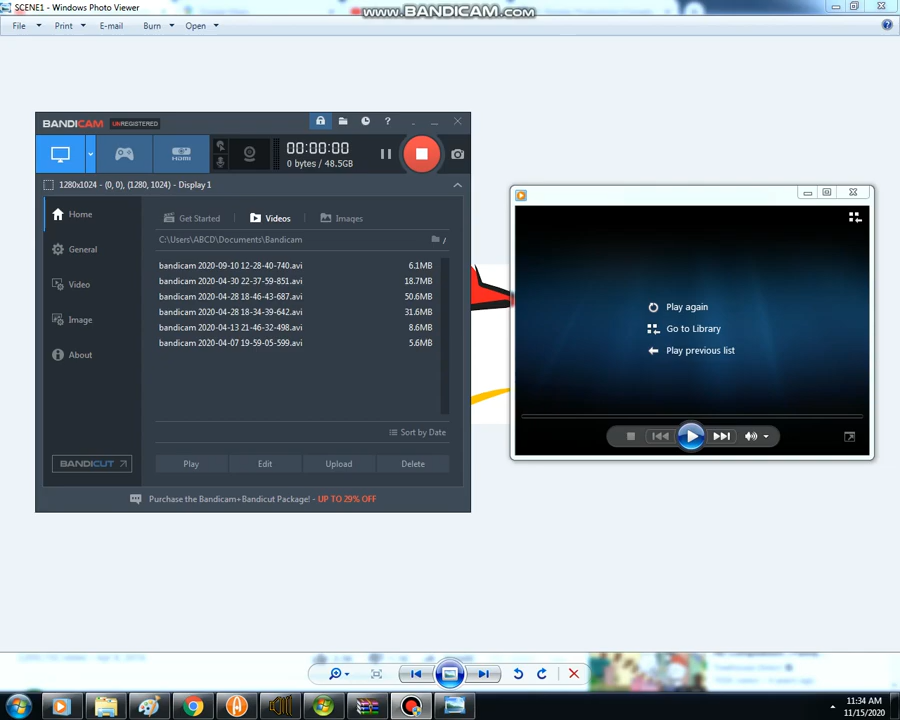 SCENE1 - Windows Photo Viewer
www.BANDICAM.com
File Print E-mail Burn Open
BANDICAM UNREGISTERED
HDMI
00:00:00
0 bytes / 48.5GB
1280x1024 - (0, 0), (1280, 1024) - Display 1
Home
General
Video
Image
About
BANDICUT
Get Started Videos Images
C:\Users\ABCD\Documents\Bandicam
bandicam 2020-09-10 12-28-40-740.avi 6.1MB
bandicam 2020-04-30 22-37-59-851.avi 18.7MB
bandicam 2020-04-28 18-46-43-687.avi 50.6MB
bandicam 2020-04-28 18-34-39-642.avi 31.6MB
bandicam 2020-04-13 21-46-32-498.avi 8.6MB
bandicam 2020-04-07 19-59-05-599.avi 5.6MB
Sort by Date
Play Edit Upload Delete
Purchase the Bandicam+Bandicut Package! - UP TO 29% OFF
Play again
Go to Library
Play previous list
11:34 AM
11/15/2020